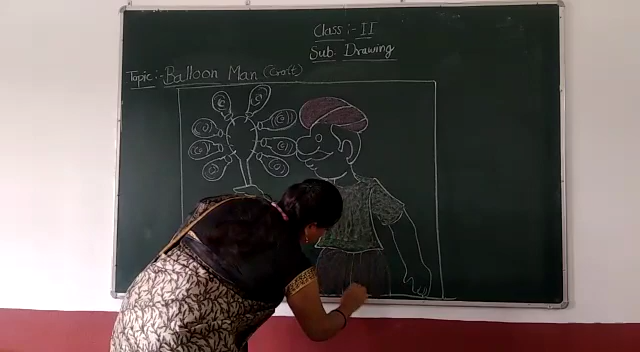 Class :- II
Sub. Drawing
Topic :- Balloon Man (Craft)